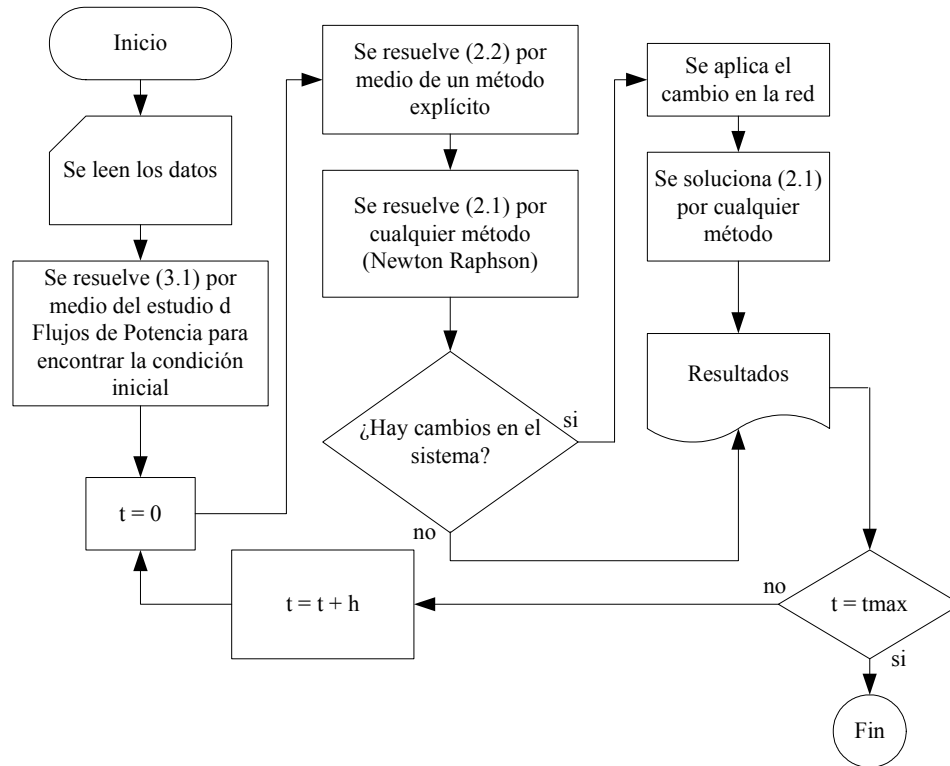 Inicio
Se leen los datos
Se resuelve (3.1) por
medio del estudio d
Flujos de Potencia para
encontrar la condición
inicial
t = 0
Se resuelve (2.2) por
medio de un método
explícito
Se resuelve (2.1) por
cualquier método
(Newton Raphson)
¿Hay cambios en el
sistema?
si
no
Se aplica el
cambio en la red
Se soluciona (2.1)
por cualquier
método
Resultados
t = tmax
no
si
t = t + h
Fin